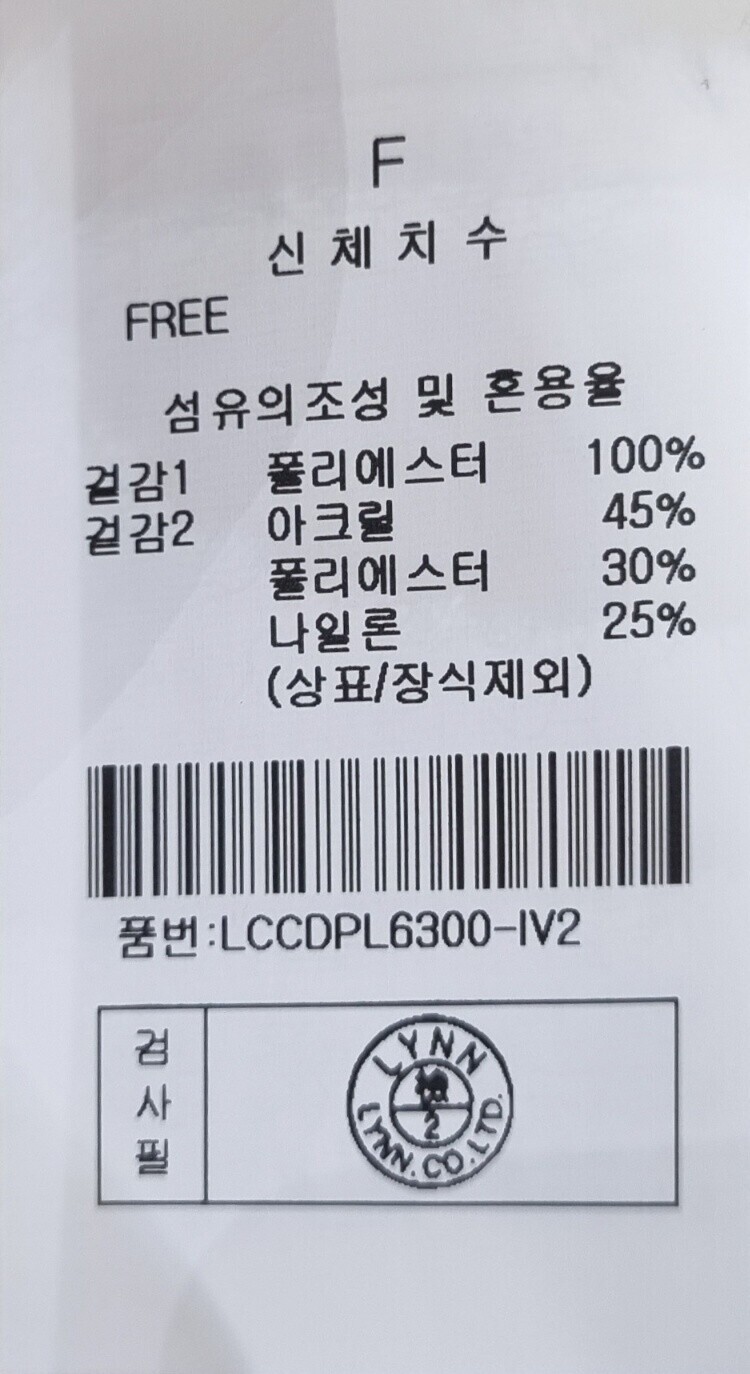 F
신체치수
FREE
섬유의조성 및 혼용율
겉감1 폴리에스터 100%
겉감2 아크릴 45%
폴리에스터 30%
나일론 25%
(상표/장식제외)
품번:LCCDPL6300-IV2
검사필
LYNN
2
LYNN.CO.LTD.